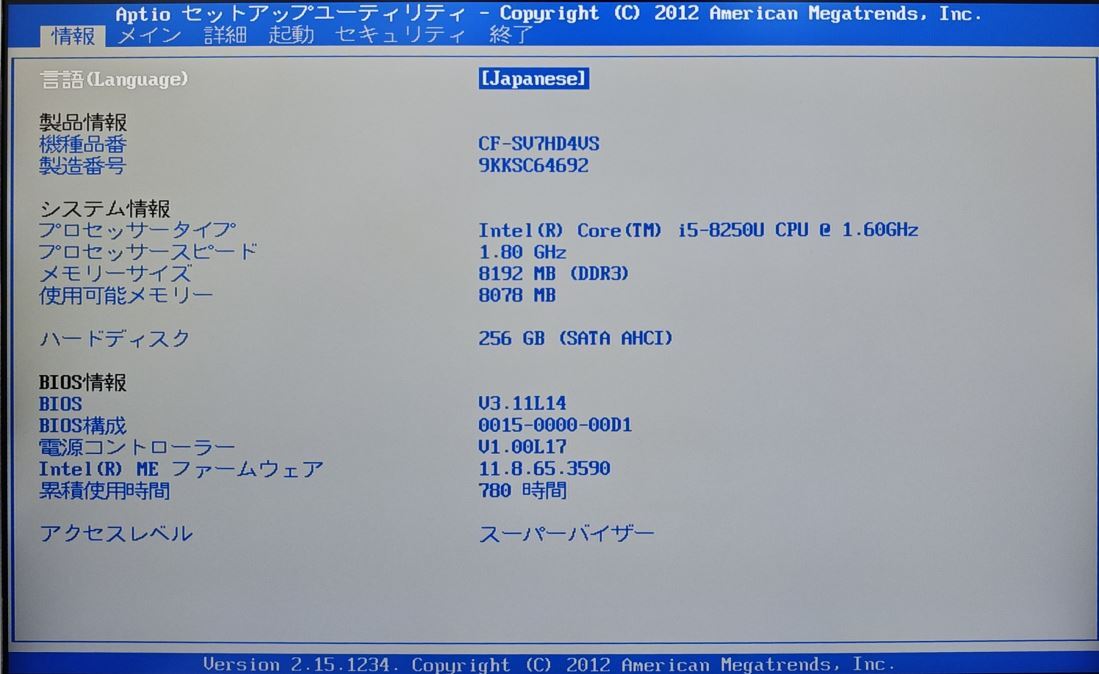 Aptio セットアップユーティリティ - Copyright (C) 2012 American Megatrends, Inc.
情報 メイン 詳細 起動 セキュリティ 終了
言語(Language) [Japanese]
製品情報
機種品番 CF-SV7HD4VS
製造番号 9KKSC64692
システム情報
プロセッサータイプ Intel(R) Core(TM) i5-8250U CPU @ 1.60GHz
プロセッサースピード 1.80 GHz
メモリーサイズ 8192 MB (DDR3)
使用可能メモリー 8078 MB
ハードディスク 256 GB (SATA AHCI)
BIOS情報
BIOS V3.11L14
BIOS構成 0015-0000-00D1
電源コントローラー V1.00L17
Intel(R) ME ファームウェア 11.8.65.3590
累積使用時間 780 時間
アクセスレベル スーパーバイザー
Version 2.15.1234. Copyright (C) 2012 American Megatrends, Inc.